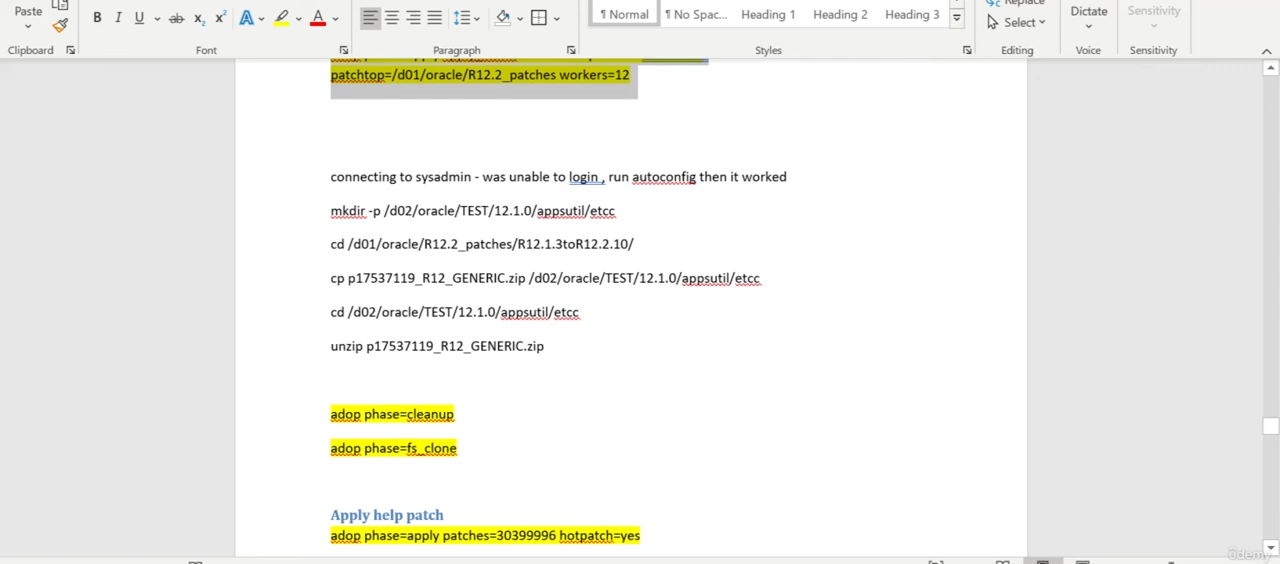 Paste
B I U ab x₂ x² A A
Replace
Select
Dictate
Sensitivity
¶ Normal
¶ No Spac...
Heading 1
Heading 2
Heading 3
Clipboard
Font
Paragraph
Styles
Editing
Voice
Sensitivity
patchtop=/d01/oracle/R12.2_patches workers=12
connecting to sysadmin - was unable to login , run autoconfig then it worked
mkdir -p /d02/oracle/TEST/12.1.0/appsutil/etcc
cd /d01/oracle/R12.2_patches/R12.1.3toR12.2.10/
cp p17537119_R12_GENERIC.zip /d02/oracle/TEST/12.1.0/appsutil/etcc
cd /d02/oracle/TEST/12.1.0/appsutil/etcc
unzip p17537119_R12_GENERIC.zip
adop phase=cleanup
adop phase=fs_clone
Apply help patch
adop phase=apply patches=30399996 hotpatch=yes
ûdemy